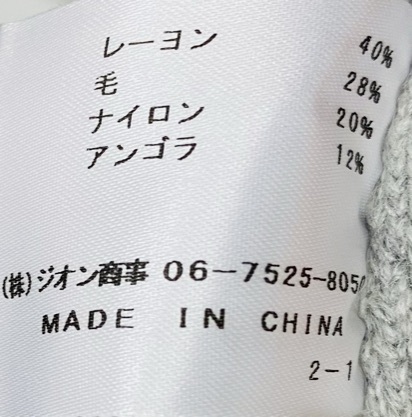 レーヨン 40%
毛 28%
ナイロン 20%
アンゴラ 12%
(株)ジオン商事 06-7525-805
MADE IN CHINA
2-1